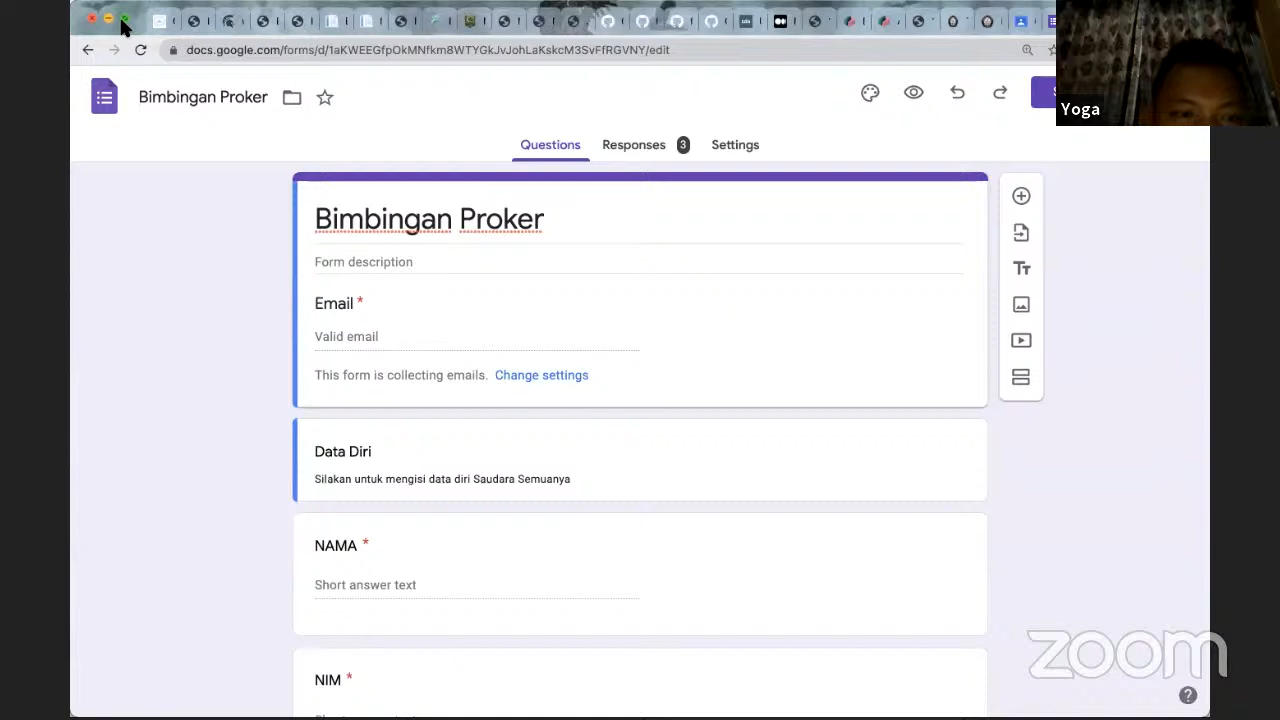 docs.google.com/forms/d/1aKWEEGfpOkMNfkm8WTYGkJvJohLaKskcM3SvFfRGVNY/edit
Bimbingan Proker
Yoga
Questions
Responses 3
Settings
Bimbingan Proker
Form description
Email *
Valid email
This form is collecting emails. Change settings
Data Diri
Silakan untuk mengisi data diri Saudara Semuanya
NAMA *
Short answer text
NIM *
zoom